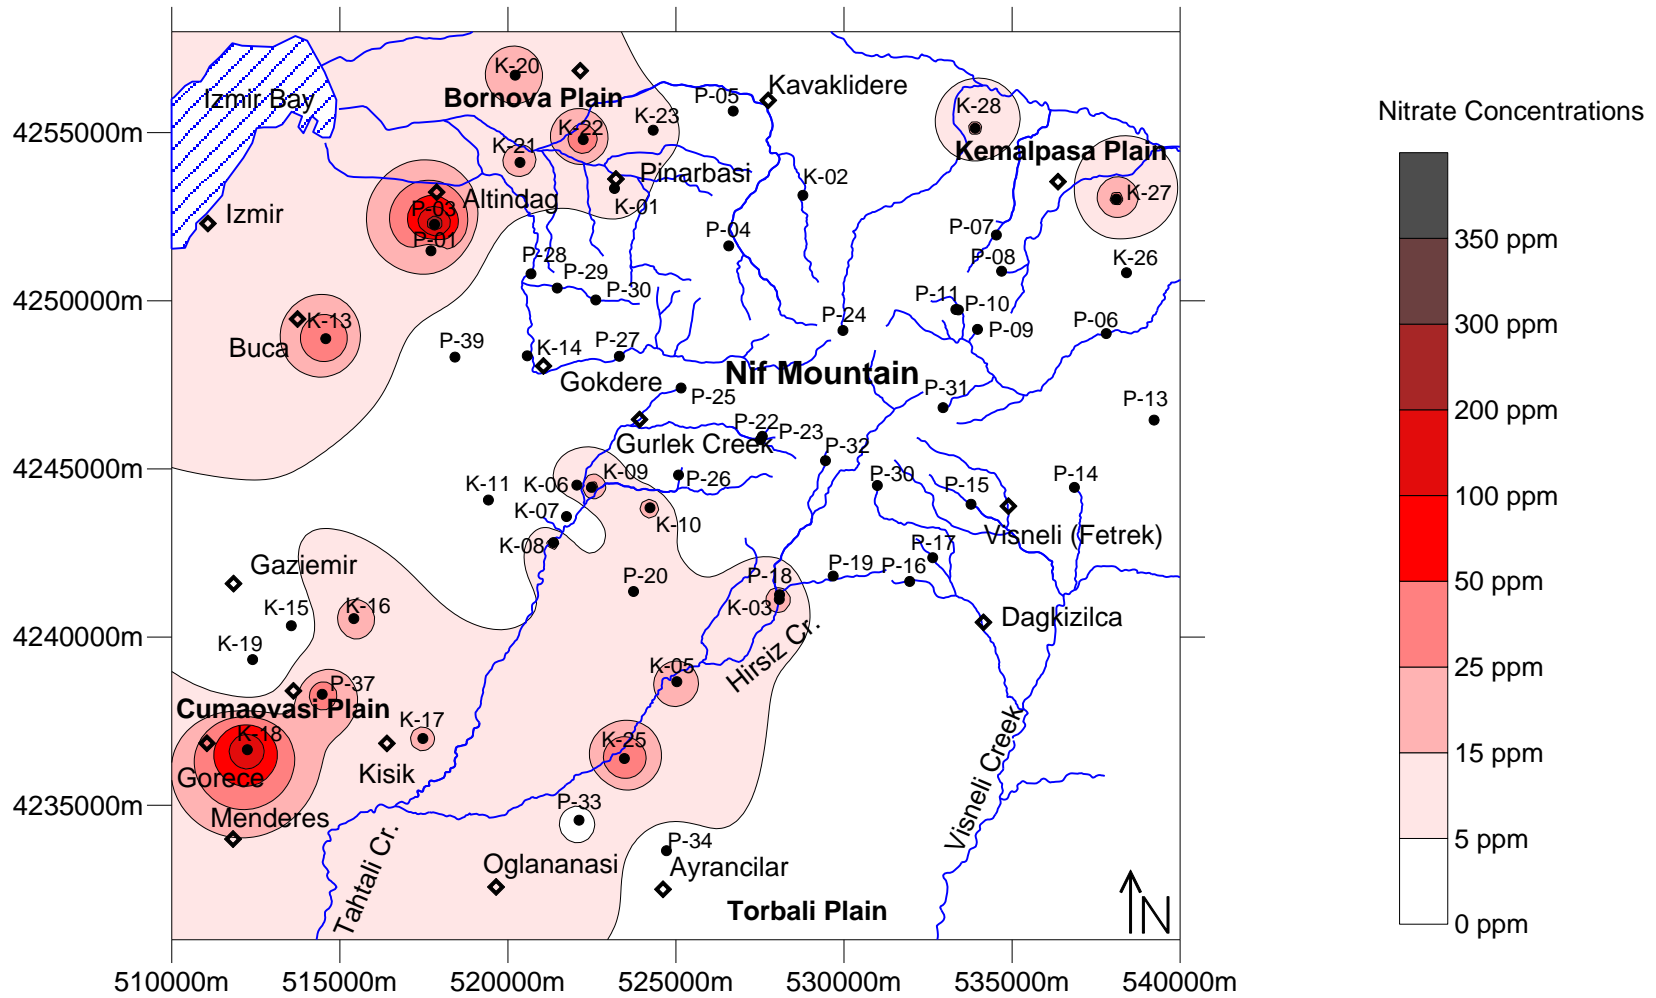 K-20
Kavaklidere
Bornova Plain
P-05
Izmir Bay
K-28
Nitrate Concentrations
K-23
K-22
4255000m
K-21
Kemalpasa Plain
Pinarbasi
K-02
K-27
Altindag
P-03
K-01
Izmir
P-07
P-04
P-01
350 ppm
P-28
P-08
K-26
P-29
P-30
4250000m
P-11
P-10
P-24
K-13
P-09
P-06
300 ppm
Buca
P-39
K-14
P-27
Nif Mountain
Gokdere
P-25
P-31
P-13
200 ppm
P-22
P-23
Gurlek Creek
P-32
4245000m
K-09
K-11
K-06
P-26
P-30
P-15
P-14
100 ppm
K-07
K-10
Visneli (Fetrek)
K-08
P-17
Gaziemir
P-19
P-16
P-20
P-18
50 ppm
K-15
K-16
K-03
Dagkizilca
4240000m
K-19
Hirsiz Cr.
K-05
25 ppm
P-37
Cumaovasi Plain
K-17
K-18
K-25
Visneli Creek
15 ppm
Gorece
Kisik
4235000m
P-33
Menderes
Tahtali Cr.
P-34
5 ppm
Oglananasi
Ayrancilar
Torbali Plain
N
0 ppm
510000m
515000m
520000m
525000m
530000m
535000m
540000m